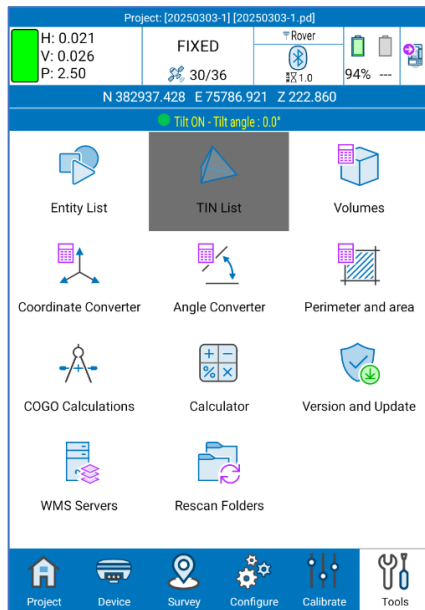 Project: [20250303-1] [20250303-1.pd]
H: 0.021
V: 0.026
P: 2.50
FIXED
30/36
Rover
1.0
94%
---
N 382937.428 E 75786.921 Z 222.860
Tilt ON - Tilt angle : 0.0°
Entity List
TIN List
Volumes
Coordinate Converter
Angle Converter
Perimeter and area
COGO Calculations
Calculator
Version and Update
WMS Servers
Rescan Folders
Project
Device
Survey
Configure
Calibrate
Tools